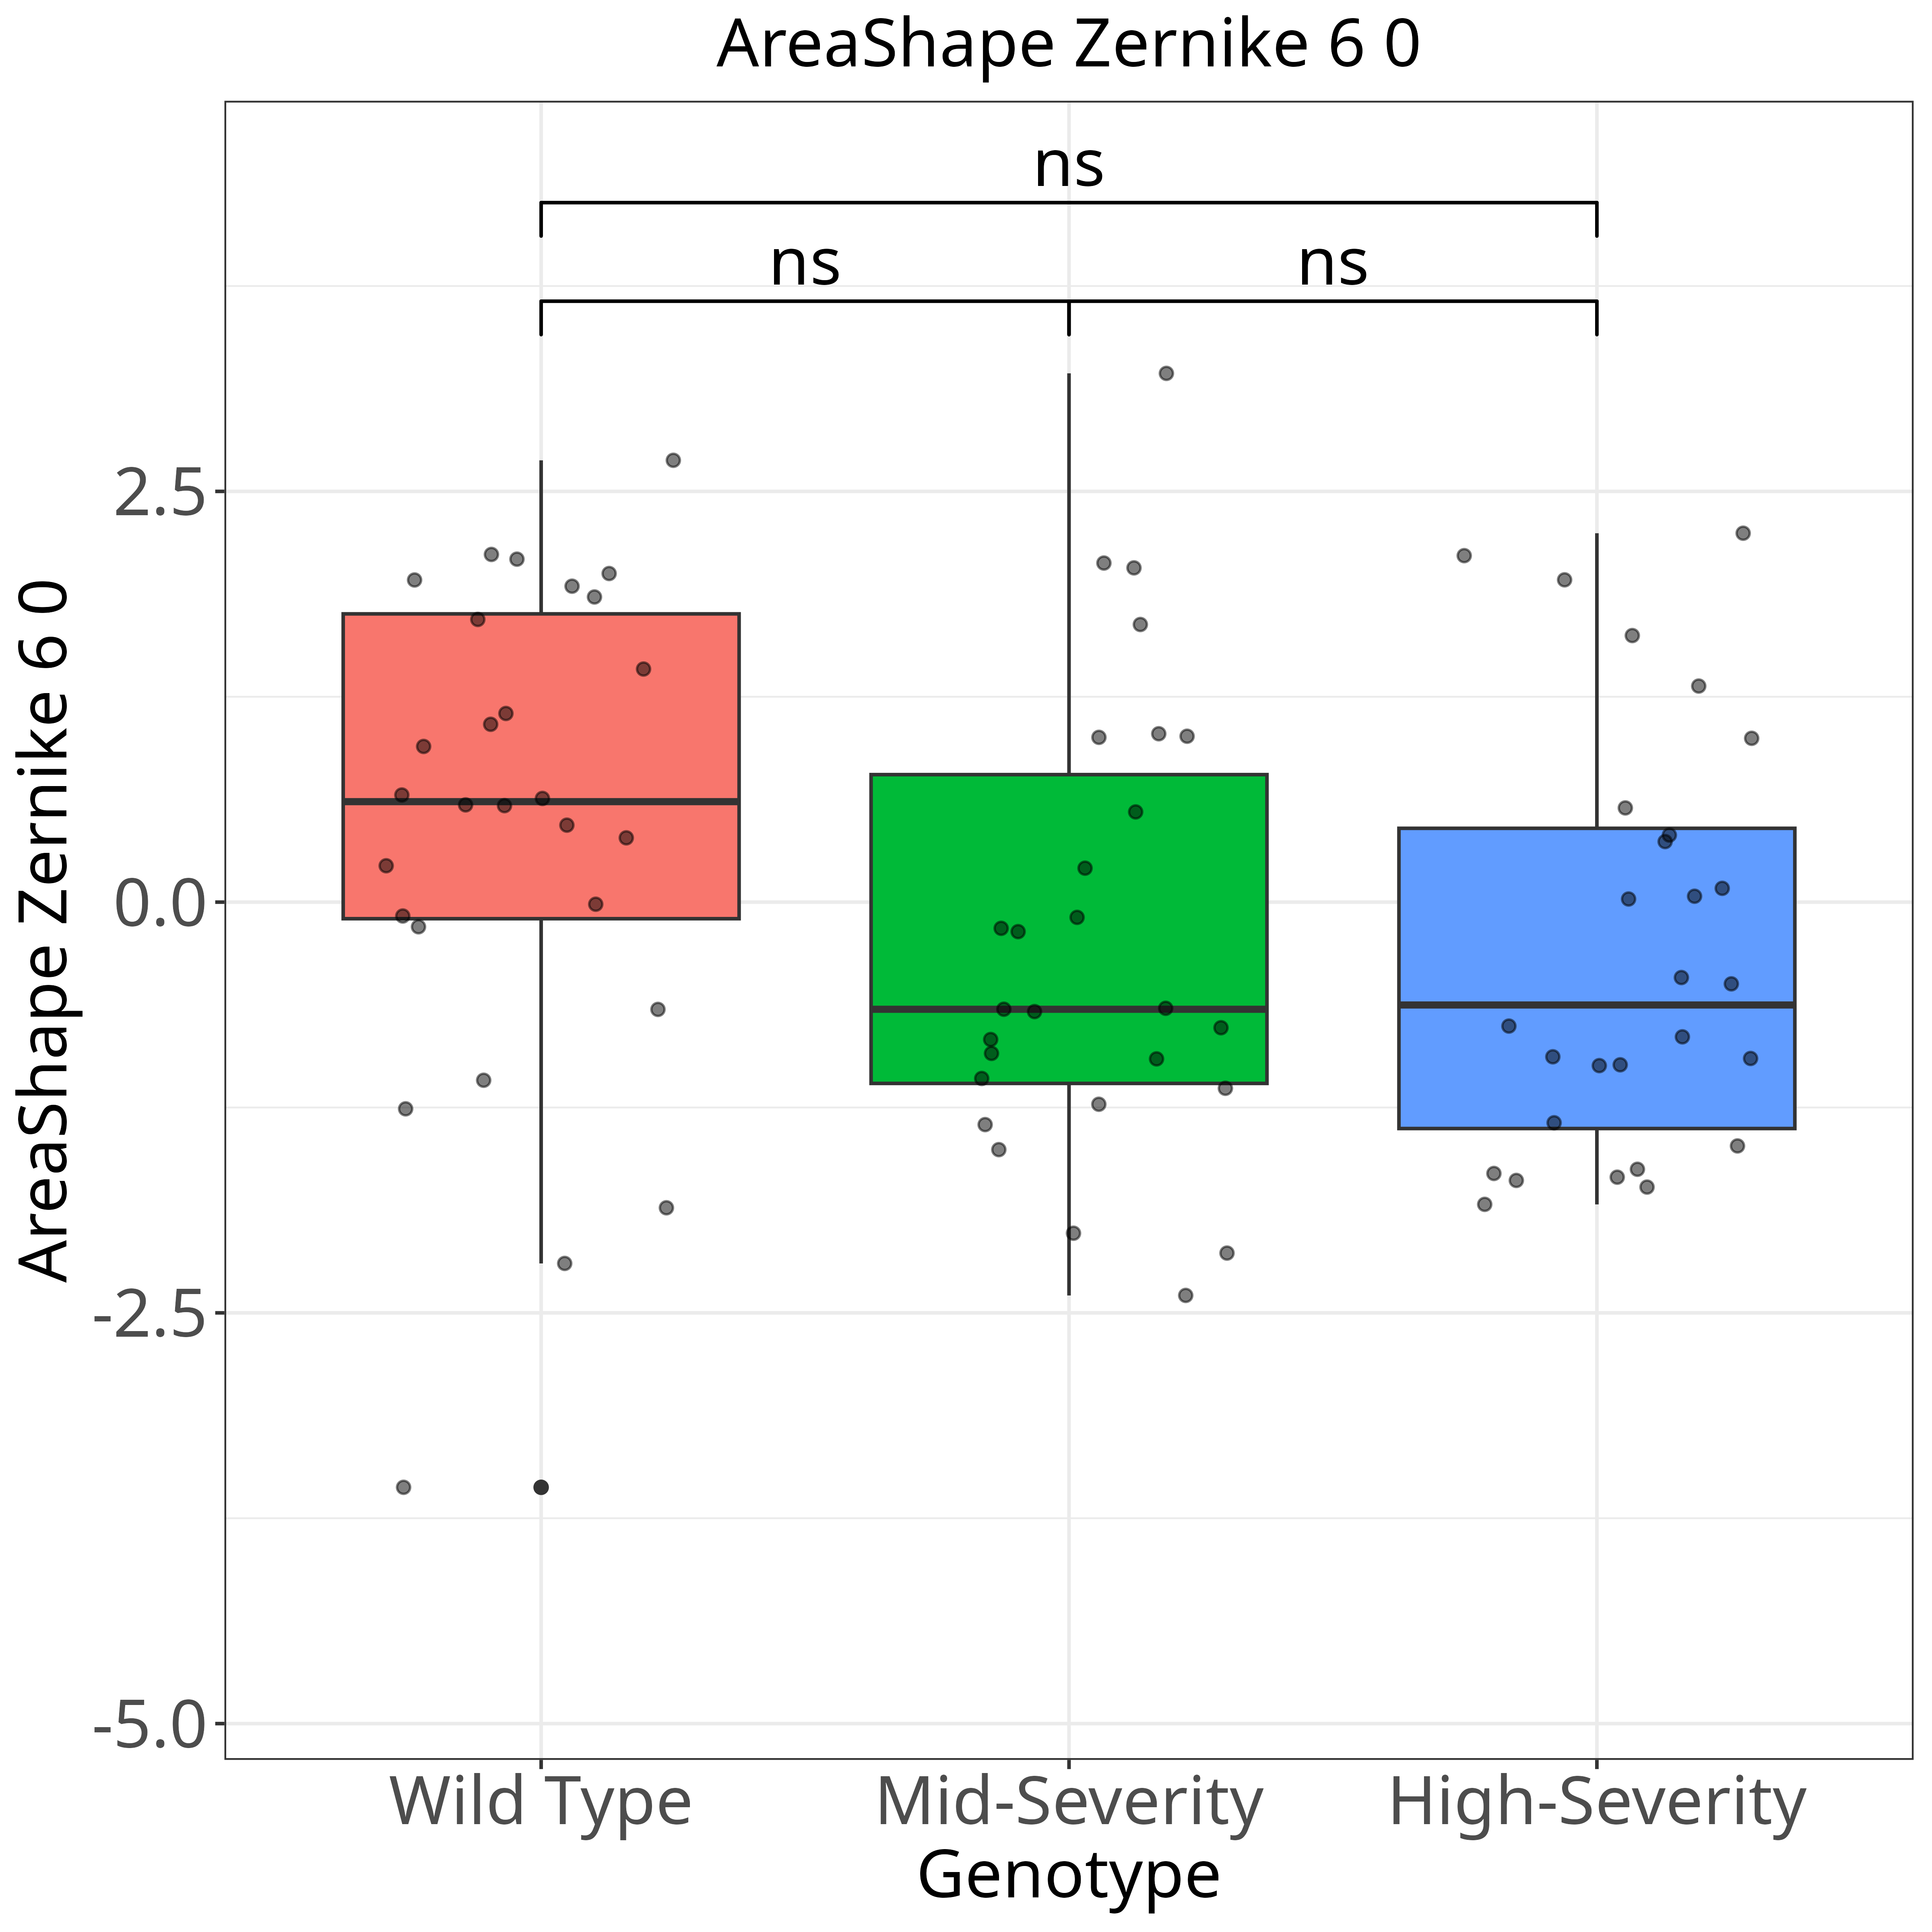 AreaShape Zernike 6 0
ns
ns
ns
AreaShape Zernike 6 0
2.5
0.0
-2.5
-5.0
Wild Type
Mid-Severity
High-Severity
Genotype